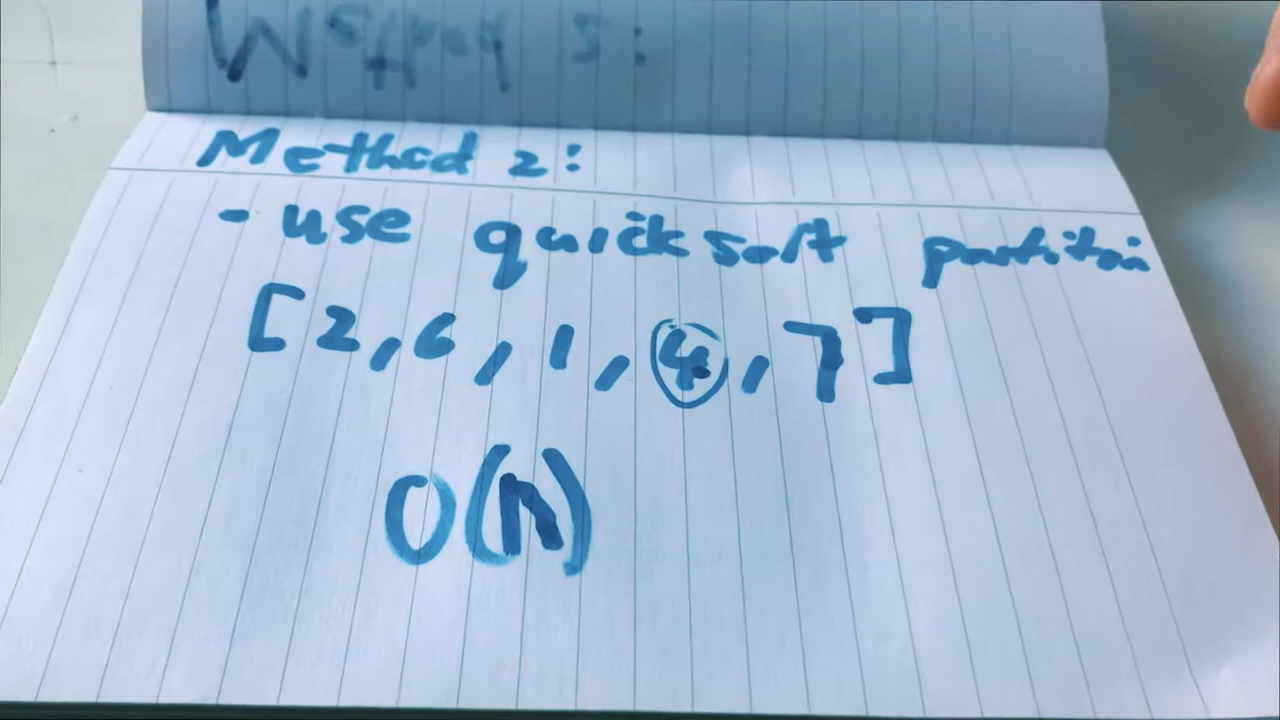 Method 2:
- use quicksort partition
[2,6,1,4,7]
O(n)